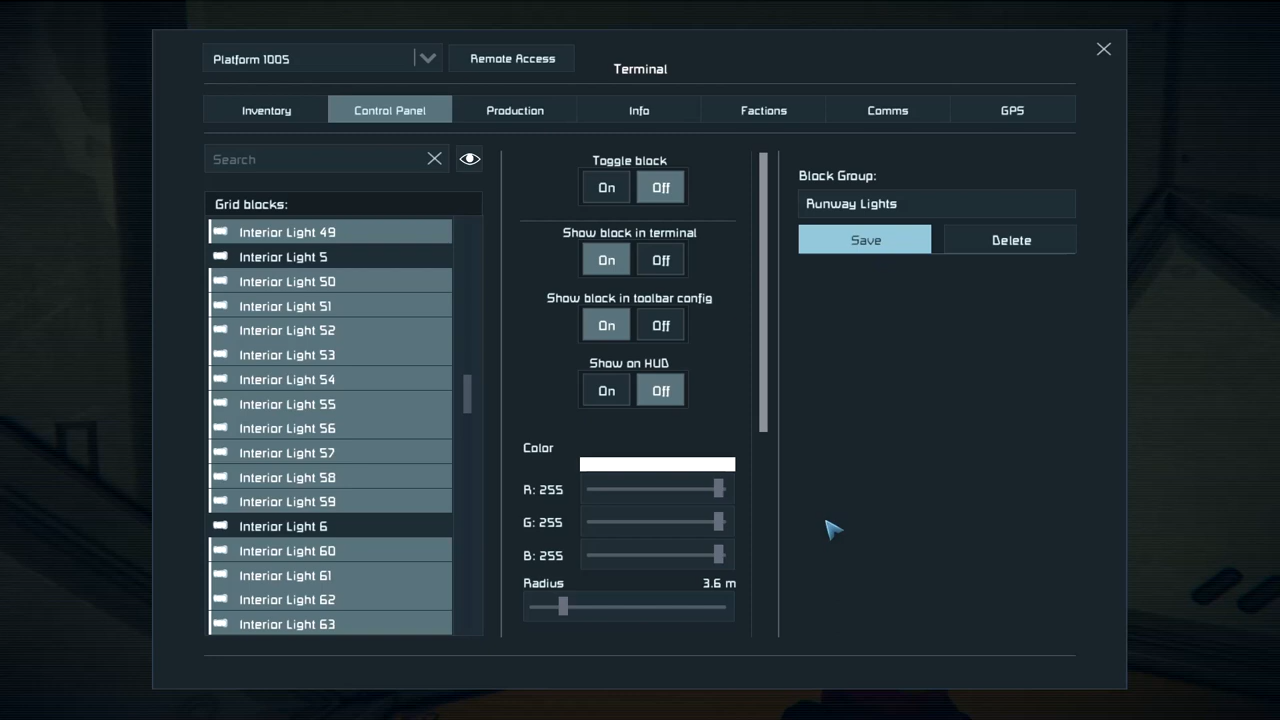 Platform 1005
Remote Access
Terminal
Inventory
Control Panel
Production
Info
Factions
Comms
GPS
Search
Grid blocks:
Interior Light 49
Interior Light 5
Interior Light 50
Interior Light 51
Interior Light 52
Interior Light 53
Interior Light 54
Interior Light 55
Interior Light 56
Interior Light 57
Interior Light 58
Interior Light 59
Interior Light 6
Interior Light 60
Interior Light 61
Interior Light 62
Interior Light 63
Toggle block
On Off
Show block in terminal
On Off
Show block in toolbar config
On Off
Show on HUD
On Off
Color
R: 255
G: 255
B: 255
Radius 3.6 m
Block Group:
Runway Lights
Save
Delete